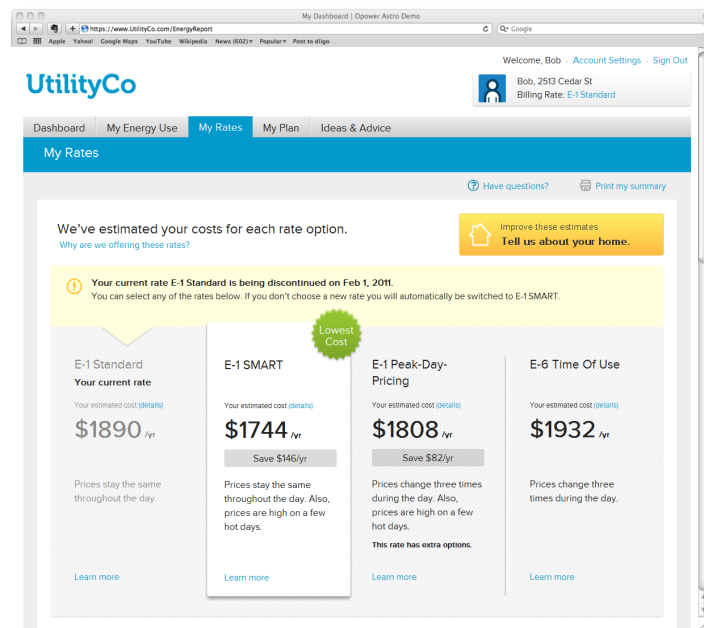 My Dashboard | Opower Astro Demo
https://www.UtilityCo.com/EnergyReport
Google
Apple Yahoo! Google Maps YouTube Wikipedia News (602) Popular Post to diigo
Welcome, Bob · Account Settings · Sign Out
UtilityCo
Bob, 2513 Cedar St
Billing Rate: E-1 Standard
Dashboard My Energy Use My Rates My Plan Ideas & Advice
My Rates
Have questions? Print my summary
We've estimated your costs for each rate option.
Why are we offering these rates?
Improve these estimates
Tell us about your home.
Your current rate E-1 Standard is being discontinued on Feb 1, 2011.
You can select any of the rates below. If you don't choose a new rate you will automatically be switched to E-1 SMART.
Lowest
Cost
E-1 Standard
Your current rate
Your estimated cost (details)
$1890 /yr
Prices stay the same
throughout the day.
Learn more
E-1 SMART
Your estimated cost (details)
$1744 /yr
Save $146/yr
Prices stay the same
throughout the day. Also,
prices are high on a few
hot days.
Learn more
E-1 Peak-Day-
Pricing
Your estimated cost (details)
$1808 /yr
Save $82/yr
Prices change three times
during the day. Also,
prices are high on a few
hot days.
This rate has extra options.
Learn more
E-6 Time Of Use
Your estimated cost (details)
$1932 /yr
Prices change three
times during the day.
Learn more